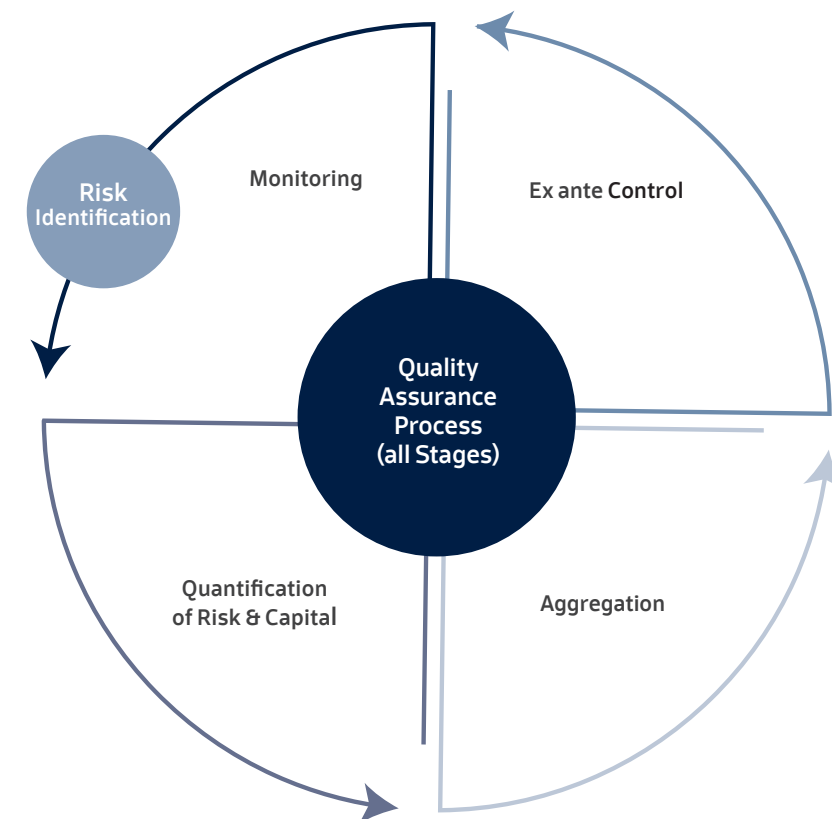 Monitoring
Ex ante Control
Risk
Identification
Quality
Assurance
Process
(all Stages)
Quantification
of Risk & Capital
Aggregation